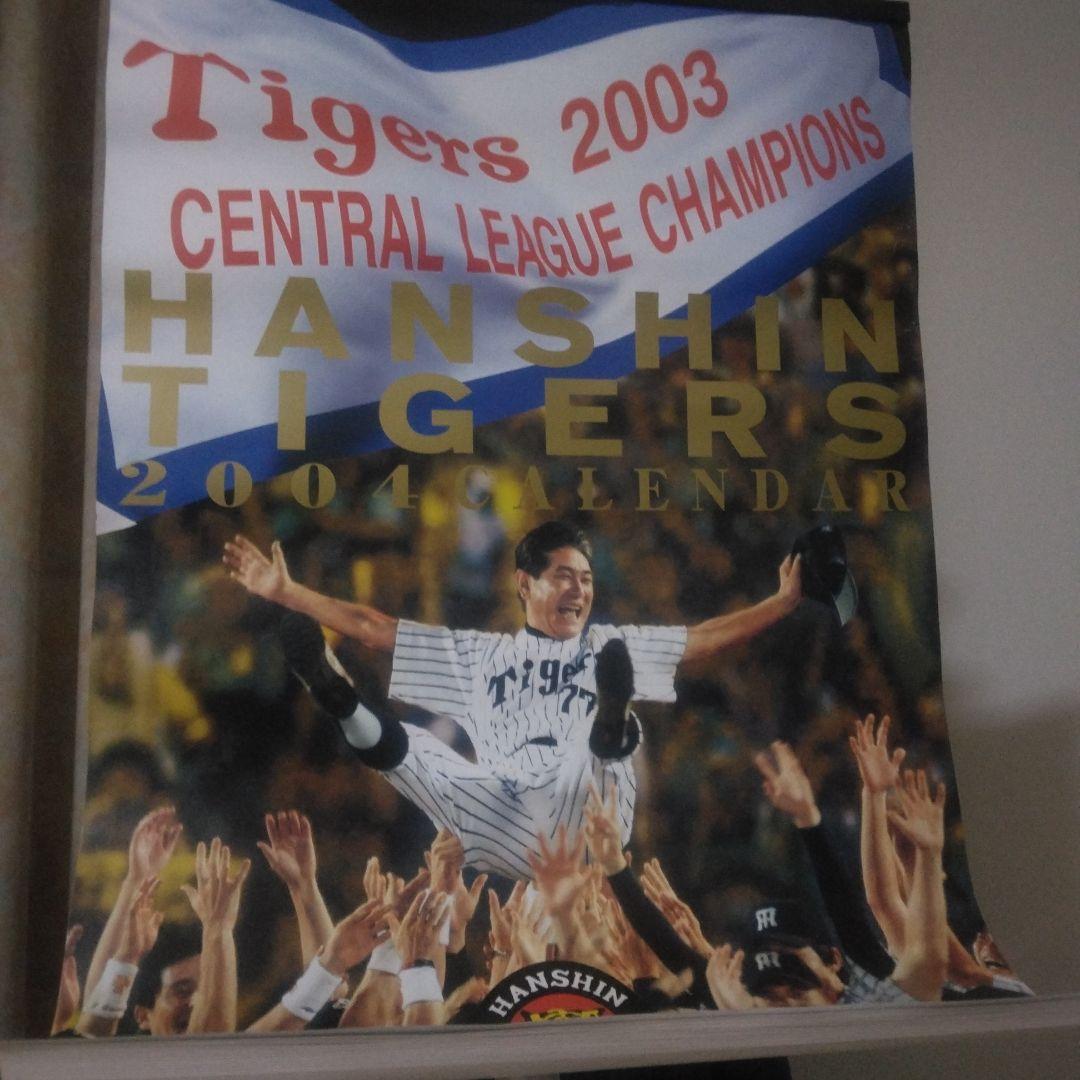 Tigers 2003
CENTRAL LEAGUE CHAMPIONS
HANSHIN
TIGERS
2004 CALENDAR
Tigers
77
HANSHIN